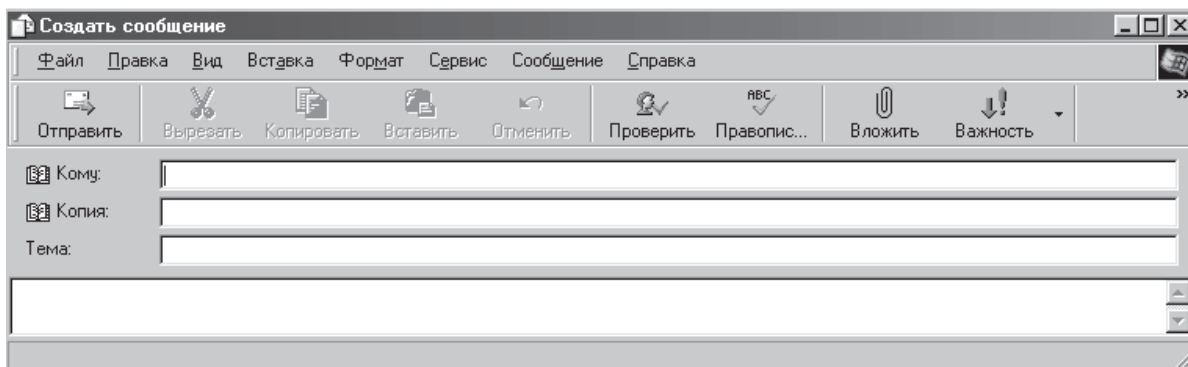 Создать сообщение
Файл Правка Вид Вставка Формат Сервис Сообщение Справка
ABC
Отправить Вырезать Копировать Вставить Отменить Проверить Правопис... Вложить Важность
Кому:
Копия:
Тема: